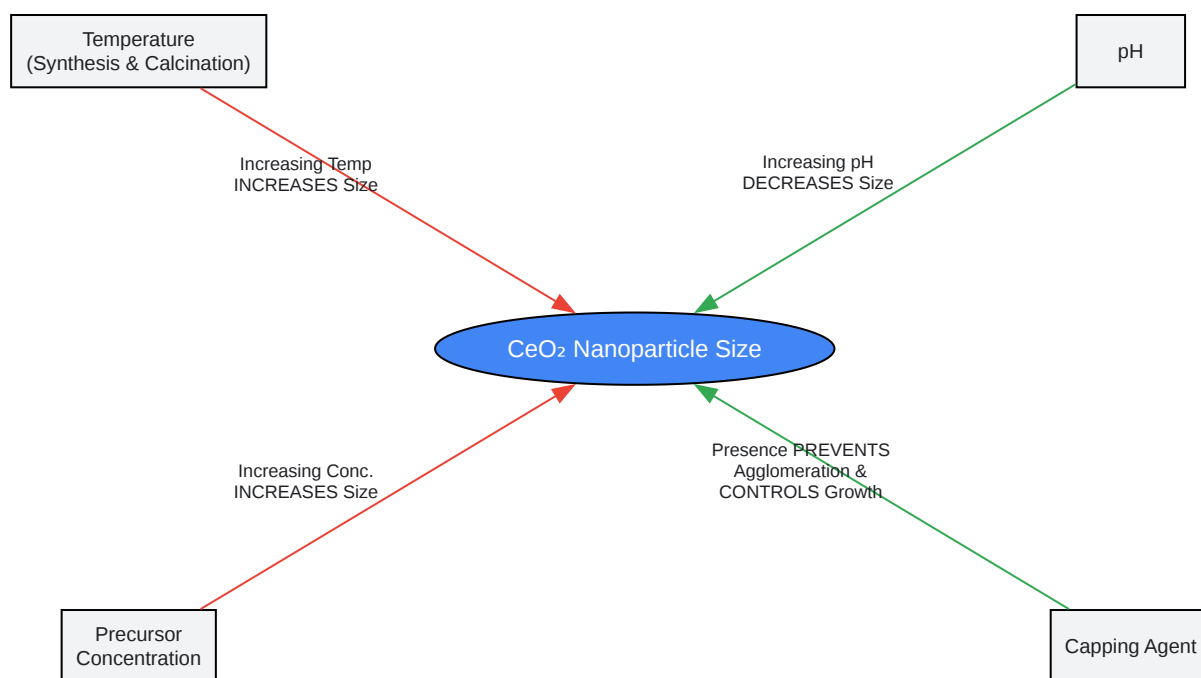 Temperature
(Synthesis & Calcination)
pH
Increasing Temp
INCREASES Size
Increasing pH
DECREASES Size
CeO₂ Nanoparticle Size
Increasing Conc.
INCREASES Size
Presence PREVENTS
Agglomeration &
CONTROLS Growth
Precursor
Concentration
Capping Agent